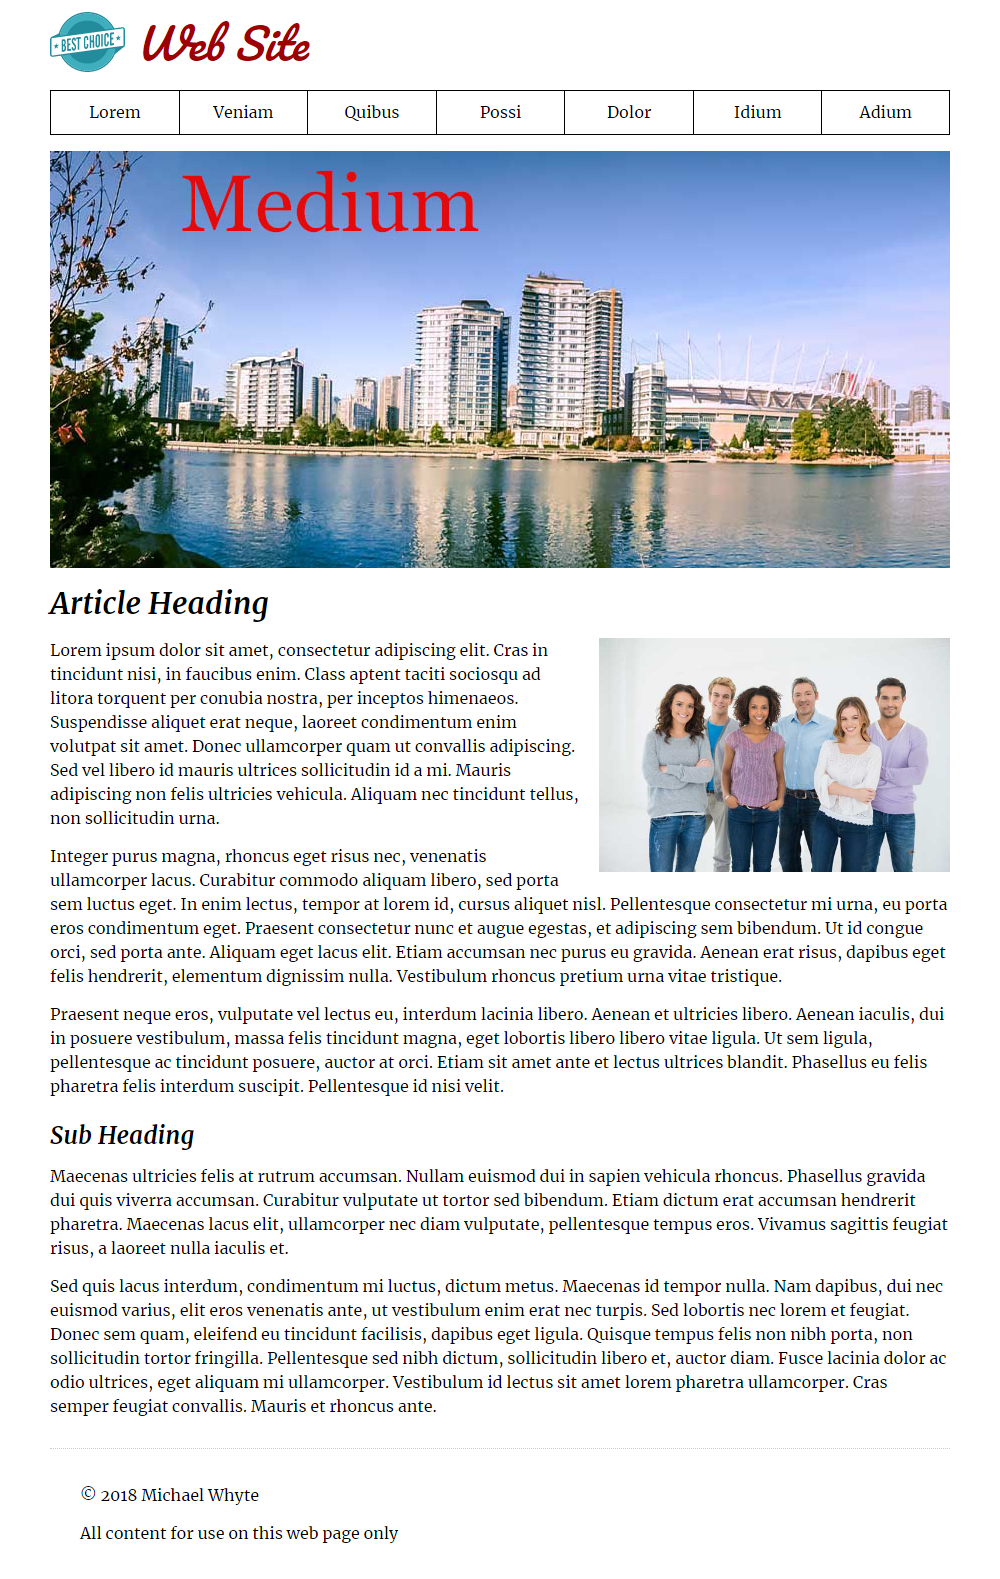 BEST CHOICE
Web Site
Lorem Veniam Quibus Possi Dolor Idium Adium
Medium
Article Heading
Lorem ipsum dolor sit amet, consectetur adipiscing elit. Cras in
tincidunt nisi, in faucibus enim. Class aptent taciti sociosqu ad
litora torquent per conubia nostra, per inceptos himenaeos.
Suspendisse aliquet erat neque, laoreet condimentum enim
volutpat sit amet. Donec ullamcorper quam ut convallis adipiscing.
Sed vel libero id mauris ultrices sollicitudin id a mi. Mauris
adipiscing non felis ultricies vehicula. Aliquam nec tincidunt tellus,
non sollicitudin urna.
Integer purus magna, rhoncus eget risus nec, venenatis
ullamcorper lacus. Curabitur commodo aliquam libero, sed porta
sem luctus eget. In enim lectus, tempor at lorem id, cursus aliquet nisl. Pellentesque consectetur mi urna, eu porta
eros condimentum eget. Praesent consectetur nunc et augue egestas, et adipiscing sem bibendum. Ut id congue
orci, sed porta ante. Aliquam eget lacus elit. Etiam accumsan nec purus eu gravida. Aenean erat risus, dapibus eget
felis hendrerit, elementum dignissim nulla. Vestibulum rhoncus pretium urna vitae tristique.
Praesent neque eros, vulputate vel lectus eu, interdum lacinia libero. Aenean et ultricies libero. Aenean iaculis, dui
in posuere vestibulum, massa felis tincidunt magna, eget lobortis libero libero vitae ligula. Ut sem ligula,
pellentesque ac tincidunt posuere, auctor at orci. Etiam sit amet ante et lectus ultrices blandit. Phasellus eu felis
pharetra felis interdum suscipit. Pellentesque id nisi velit.
Sub Heading
Maecenas ultricies felis at rutrum accumsan. Nullam euismod dui in sapien vehicula rhoncus. Phasellus gravida
dui quis viverra accumsan. Curabitur vulputate ut tortor sed bibendum. Etiam dictum erat accumsan hendrerit
pharetra. Maecenas lacus elit, ullamcorper nec diam vulputate, pellentesque tempus eros. Vivamus sagittis feugiat
risus, a laoreet nulla iaculis et.
Sed quis lacus interdum, condimentum mi luctus, dictum metus. Maecenas id tempor nulla. Nam dapibus, dui nec
euismod varius, elit eros venenatis ante, ut vestibulum enim erat nec turpis. Sed lobortis nec lorem et feugiat.
Donec sem quam, eleifend eu tincidunt facilisis, dapibus eget ligula. Quisque tempus felis non nibh porta, non
sollicitudin tortor fringilla. Pellentesque sed nibh dictum, sollicitudin libero et, auctor diam. Fusce lacinia dolor ac
odio ultrices, eget aliquam mi ullamcorper. Vestibulum id lectus sit amet lorem pharetra ullamcorper. Cras
semper feugiat convallis. Mauris et rhoncus ante.
© 2018 Michael Whyte
All content for use on this web page only